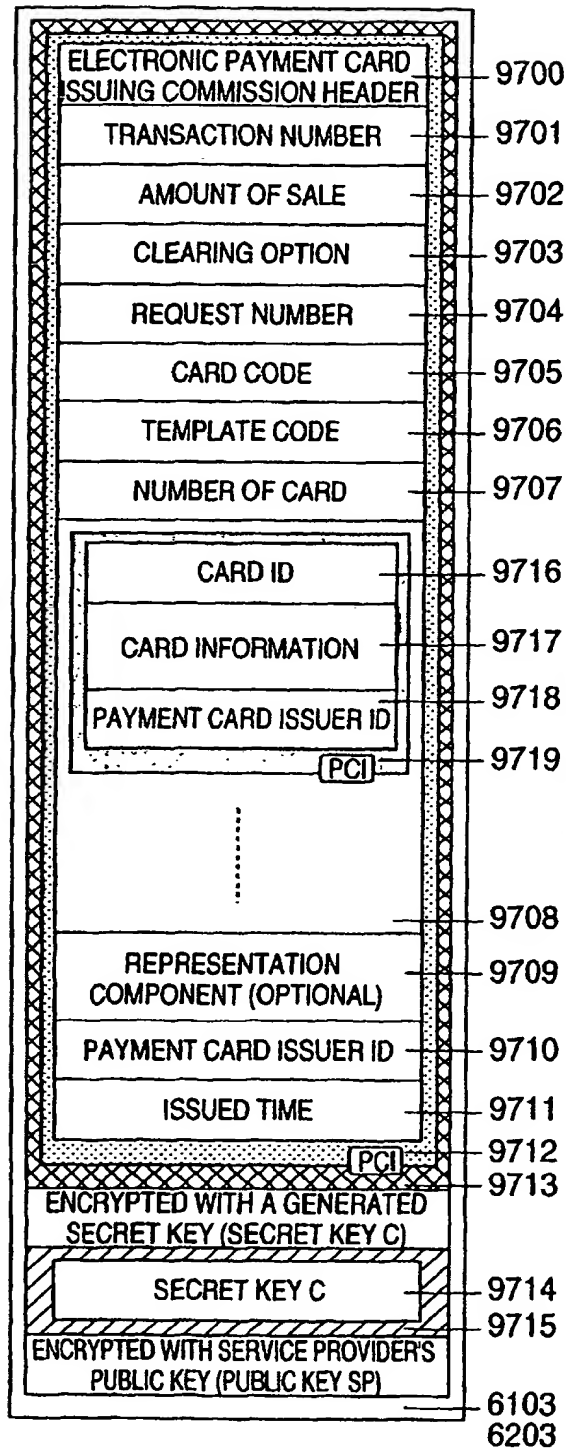 ELECTRONIC PAYMENT CARD
ISSUING COMMISSION HEADER
9700
TRANSACTION NUMBER
9701
AMOUNT OF SALE
9702
CLEARING OPTION
9703
REQUEST NUMBER
9704
CARD CODE
9705
TEMPLATE CODE
9706
NUMBER OF CARD
9707
CARD ID
9716
CARD INFORMATION
9717
PAYMENT CARD ISSUER ID
9718
PCI
9719
9708
REPRESENTATION
COMPONENT (OPTIONAL)
9709
PAYMENT CARD ISSUER ID
9710
ISSUED TIME
9711
PCI
9712
9713
ENCRYPTED WITH A GENERATED
SECRET KEY (SECRET KEY C)
SECRET KEY C
9714
9715
ENCRYPTED WITH SERVICE PROVIDER'S
PUBLIC KEY (PUBLIC KEY SP)
6103
6203